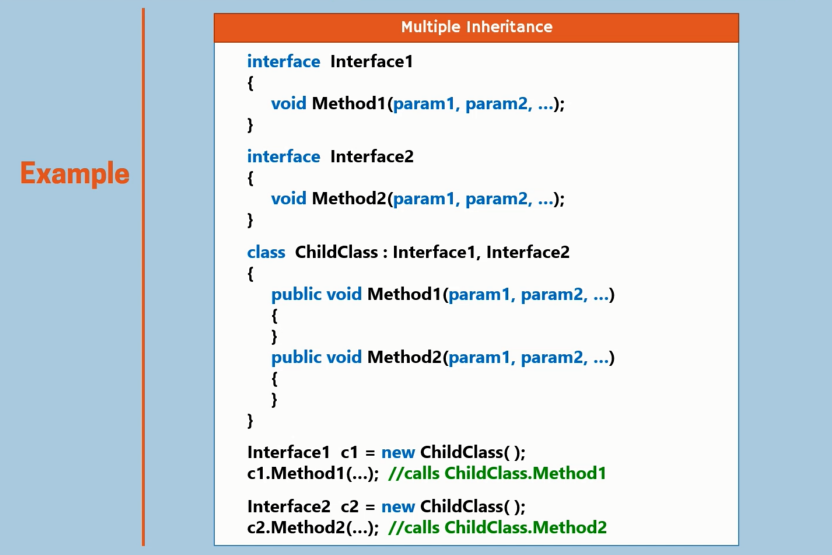 Multiple Inheritance
Example
interface Interface1
{
void Method1(param1, param2, ...);
}
interface Interface2
{
void Method2(param1, param2, ...);
}
class ChildClass : Interface1, Interface2
{
public void Method1(param1, param2, ...)
{
}
public void Method2(param1, param2, ...)
{
}
}
Interface1 c1 = new ChildClass( );
c1.Method1(...); //calls ChildClass.Method1
Interface2 c2 = new ChildClass( );
c2.Method2(...); //calls ChildClass.Method2